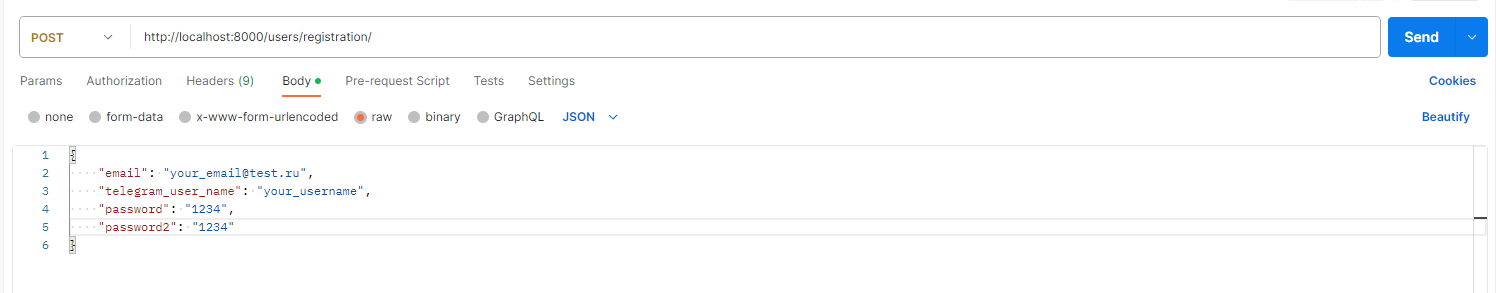 POST http://localhost:8000/users/registration/ Send
Params Authorization Headers (9) Body Pre-request Script Tests Settings Cookies
none form-data x-www-form-urlencoded raw binary GraphQL JSON Beautify
1 {
2 "email": "your_email@test.ru",
3 "telegram_user_name": "your_username",
4 "password": "1234",
5 "password2": "1234"
6 }